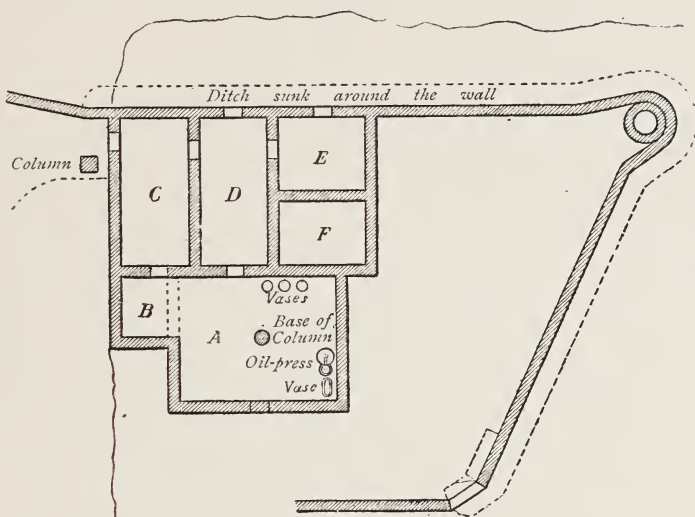 Ditch sunk around the wall
Column
C
D
E
F
B
A
Vases
Base of
Column
Oil-press
Vase